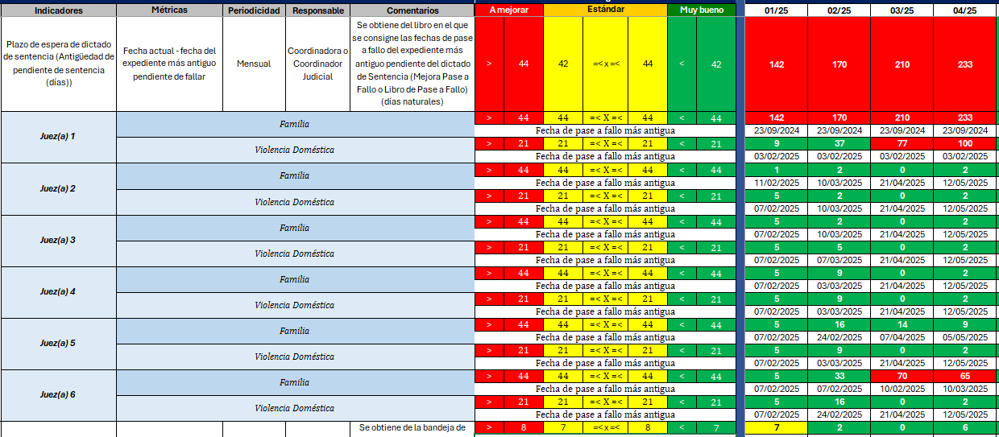 Indicadores Métricas Periodicidad Responsable Comentarios A mejorar Estándar Muy bueno 01/25 02/25 03/25 04/25
Plazo de espera de dictado de sentencia (Antigüedad de pendiente de sentencia (días)) Fecha actual - fecha del expediente más antiguo pendiente de fallar Mensual Coordinadora o Coordinador Judicial Se obtiene del libro en el que se consigne las fechas de pase a fallo del expediente más antiguo pendiente del dictado de Sentencia (Mejora Pase a Fallo o Libro de Pase a Fallo) (días naturales) > 44 42 =< x =< 44 < 42 142 170 210 233
Juez(a) 1
Familia > 44 44 =< X =< 44 < 44 142 170 210 233
Fecha de pase a fallo más antigua 23/09/2024 23/09/2024 23/09/2024 23/09/2024
Violencia Doméstica > 21 21 =< X =< 21 < 21 9 37 77 100
Fecha de pase a fallo más antigua 03/02/2025 03/02/2025 03/02/2025 03/02/2025
Juez(a) 2
Familia > 44 44 =< X =< 44 < 44 1 2 0 2
Fecha de pase a fallo más antigua 11/02/2025 10/03/2025 21/04/2025 12/05/2025
Violencia Doméstica > 21 21 =< X =< 21 < 21 5 2 0 2
Fecha de pase a fallo más antigua 07/02/2025 10/03/2025 21/04/2025 12/05/2025
Juez(a) 3
Familia > 44 44 =< X =< 44 < 44 5 2 0 2
Fecha de pase a fallo más antigua 07/02/2025 10/03/2025 21/04/2025 12/05/2025
Violencia Doméstica > 21 21 =< X =< 21 < 21 5 5 0 2
Fecha de pase a fallo más antigua 07/02/2025 07/03/2025 21/04/2025 12/05/2025
Juez(a) 4
Familia > 44 44 =< X =< 44 < 44 5 9 0 2
Fecha de pase a fallo más antigua 07/02/2025 03/03/2025 21/04/2025 12/05/2025
Violencia Doméstica > 21 21 =< X =< 21 < 21 5 9 0 2
Fecha de pase a fallo más antigua 07/02/2025 03/03/2025 21/04/2025 12/05/2025
Juez(a) 5
Familia > 44 44 =< X =< 44 < 44 5 16 14 9
Fecha de pase a fallo más antigua 07/02/2025 24/02/2025 07/04/2025 05/05/2025
Violencia Doméstica > 21 21 =< X =< 21 < 21 5 9 0 2
Fecha de pase a fallo más antigua 07/02/2025 03/03/2025 21/04/2025 12/05/2025
Juez(a) 6
Familia > 44 44 =< X =< 44 < 44 5 33 70 65
Fecha de pase a fallo más antigua 07/02/2025 07/02/2025 10/02/2025 10/03/2025
Violencia Doméstica > 21 21 =< X =< 21 < 21 5 16 0 2
Fecha de pase a fallo más antigua 07/02/2025 24/02/2025 21/04/2025 12/05/2025
Se obtiene de la bandeja de > 8 7 =< x =< 8 < 7 7 2 0 6